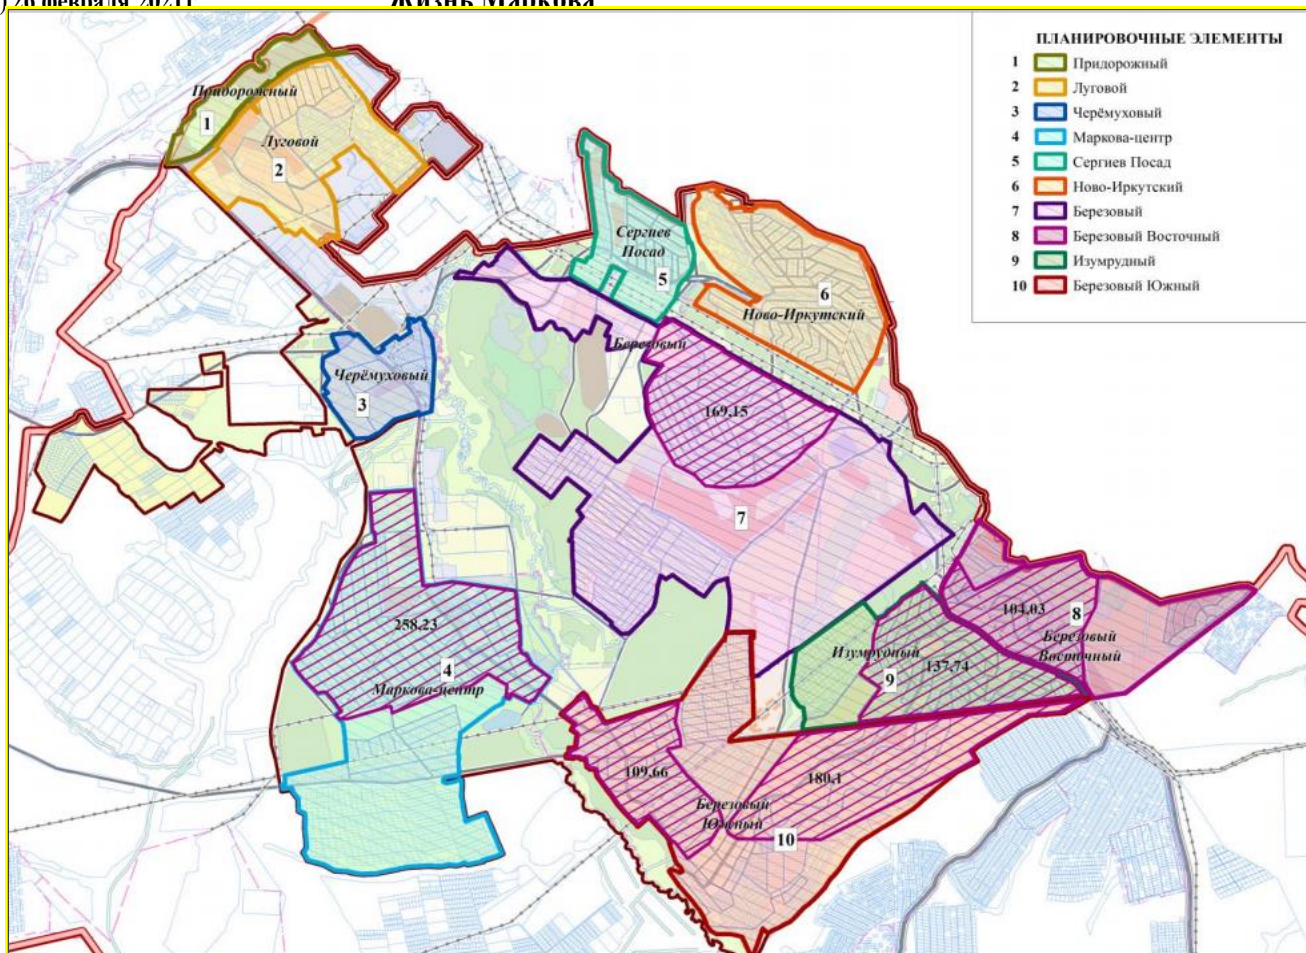 ) 26 февраля 2021г
Жизнь Маркова
ПЛАНИРОВОЧНЫЕ ЭЛЕМЕНТЫ
1 Придорожный
2 Луговой
3 Черёмуховый
4 Маркова-центр
5 Сергиев Посад
6 Ново-Иркутский
7 Березовый
8 Березовый Восточный
9 Изумрудный
10 Березовый Южный
Придорожный
1
Луговой
2
Сергиев
Посад
5
6
Ново-Иркутский
Березовый
Черёмуховый
3
169,15
7
258,23
4
Маркова-центр
104,03
8
Березовый
Восточный
Изумрудный
137,74
9
109,66
180,1
Березовый
Южный
10